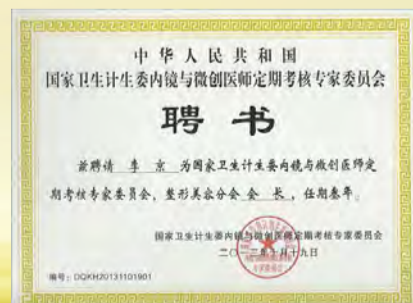 中华人民共和国
国家卫生计生委内镜与微创医师定期考核专家委员会
聘书
兹聘请 李 京 为国家卫生计生委内镜与微创医师定
期考核专家委员会，整形美容分会 会 长，任期叁年。
国家卫生计生委内镜与微创医师定期考核专家委员会
二〇一三年十月十九日
编号：DQKH20131101901